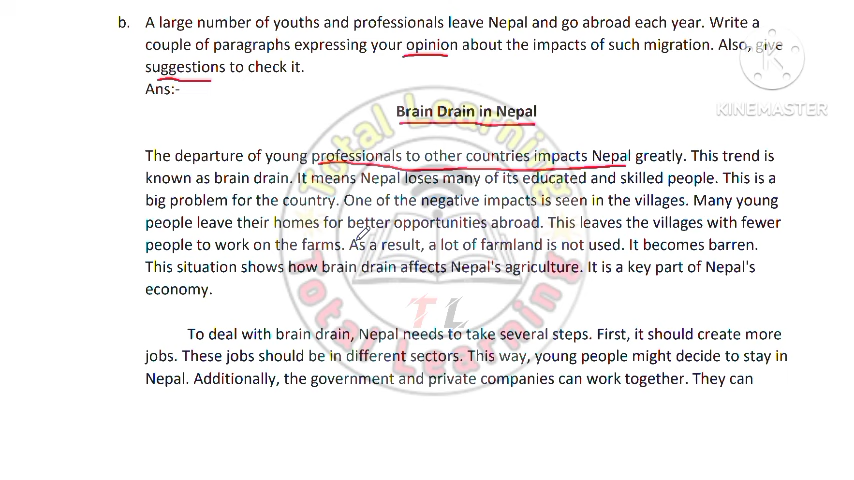 b. A large number of youths and professionals leave Nepal and go abroad each year. Write a
couple of paragraphs expressing your opinion about the impacts of such migration. Also, give
suggestions to check it.
Ans:-
KINEMASTER
Brain Drain in Nepal
The departure of young professionals to other countries impacts Nepal greatly. This trend is
known as brain drain. It means Nepal loses many of its educated and skilled people. This is a
big problem for the country. One of the negative impacts is seen in the villages. Many young
people leave their homes for better opportunities abroad. This leaves the villages with fewer
people to work on the farms. As a result, a lot of farmland is not used. It becomes barren.
This situation shows how brain drain affects Nepal's agriculture. It is a key part of Nepal's
economy.
To deal with brain drain, Nepal needs to take several steps. First, it should create more
jobs. These jobs should be in different sectors. This way, young people might decide to stay in
Nepal. Additionally, the government and private companies can work together. They can
Total Learning
TL
Total Learning